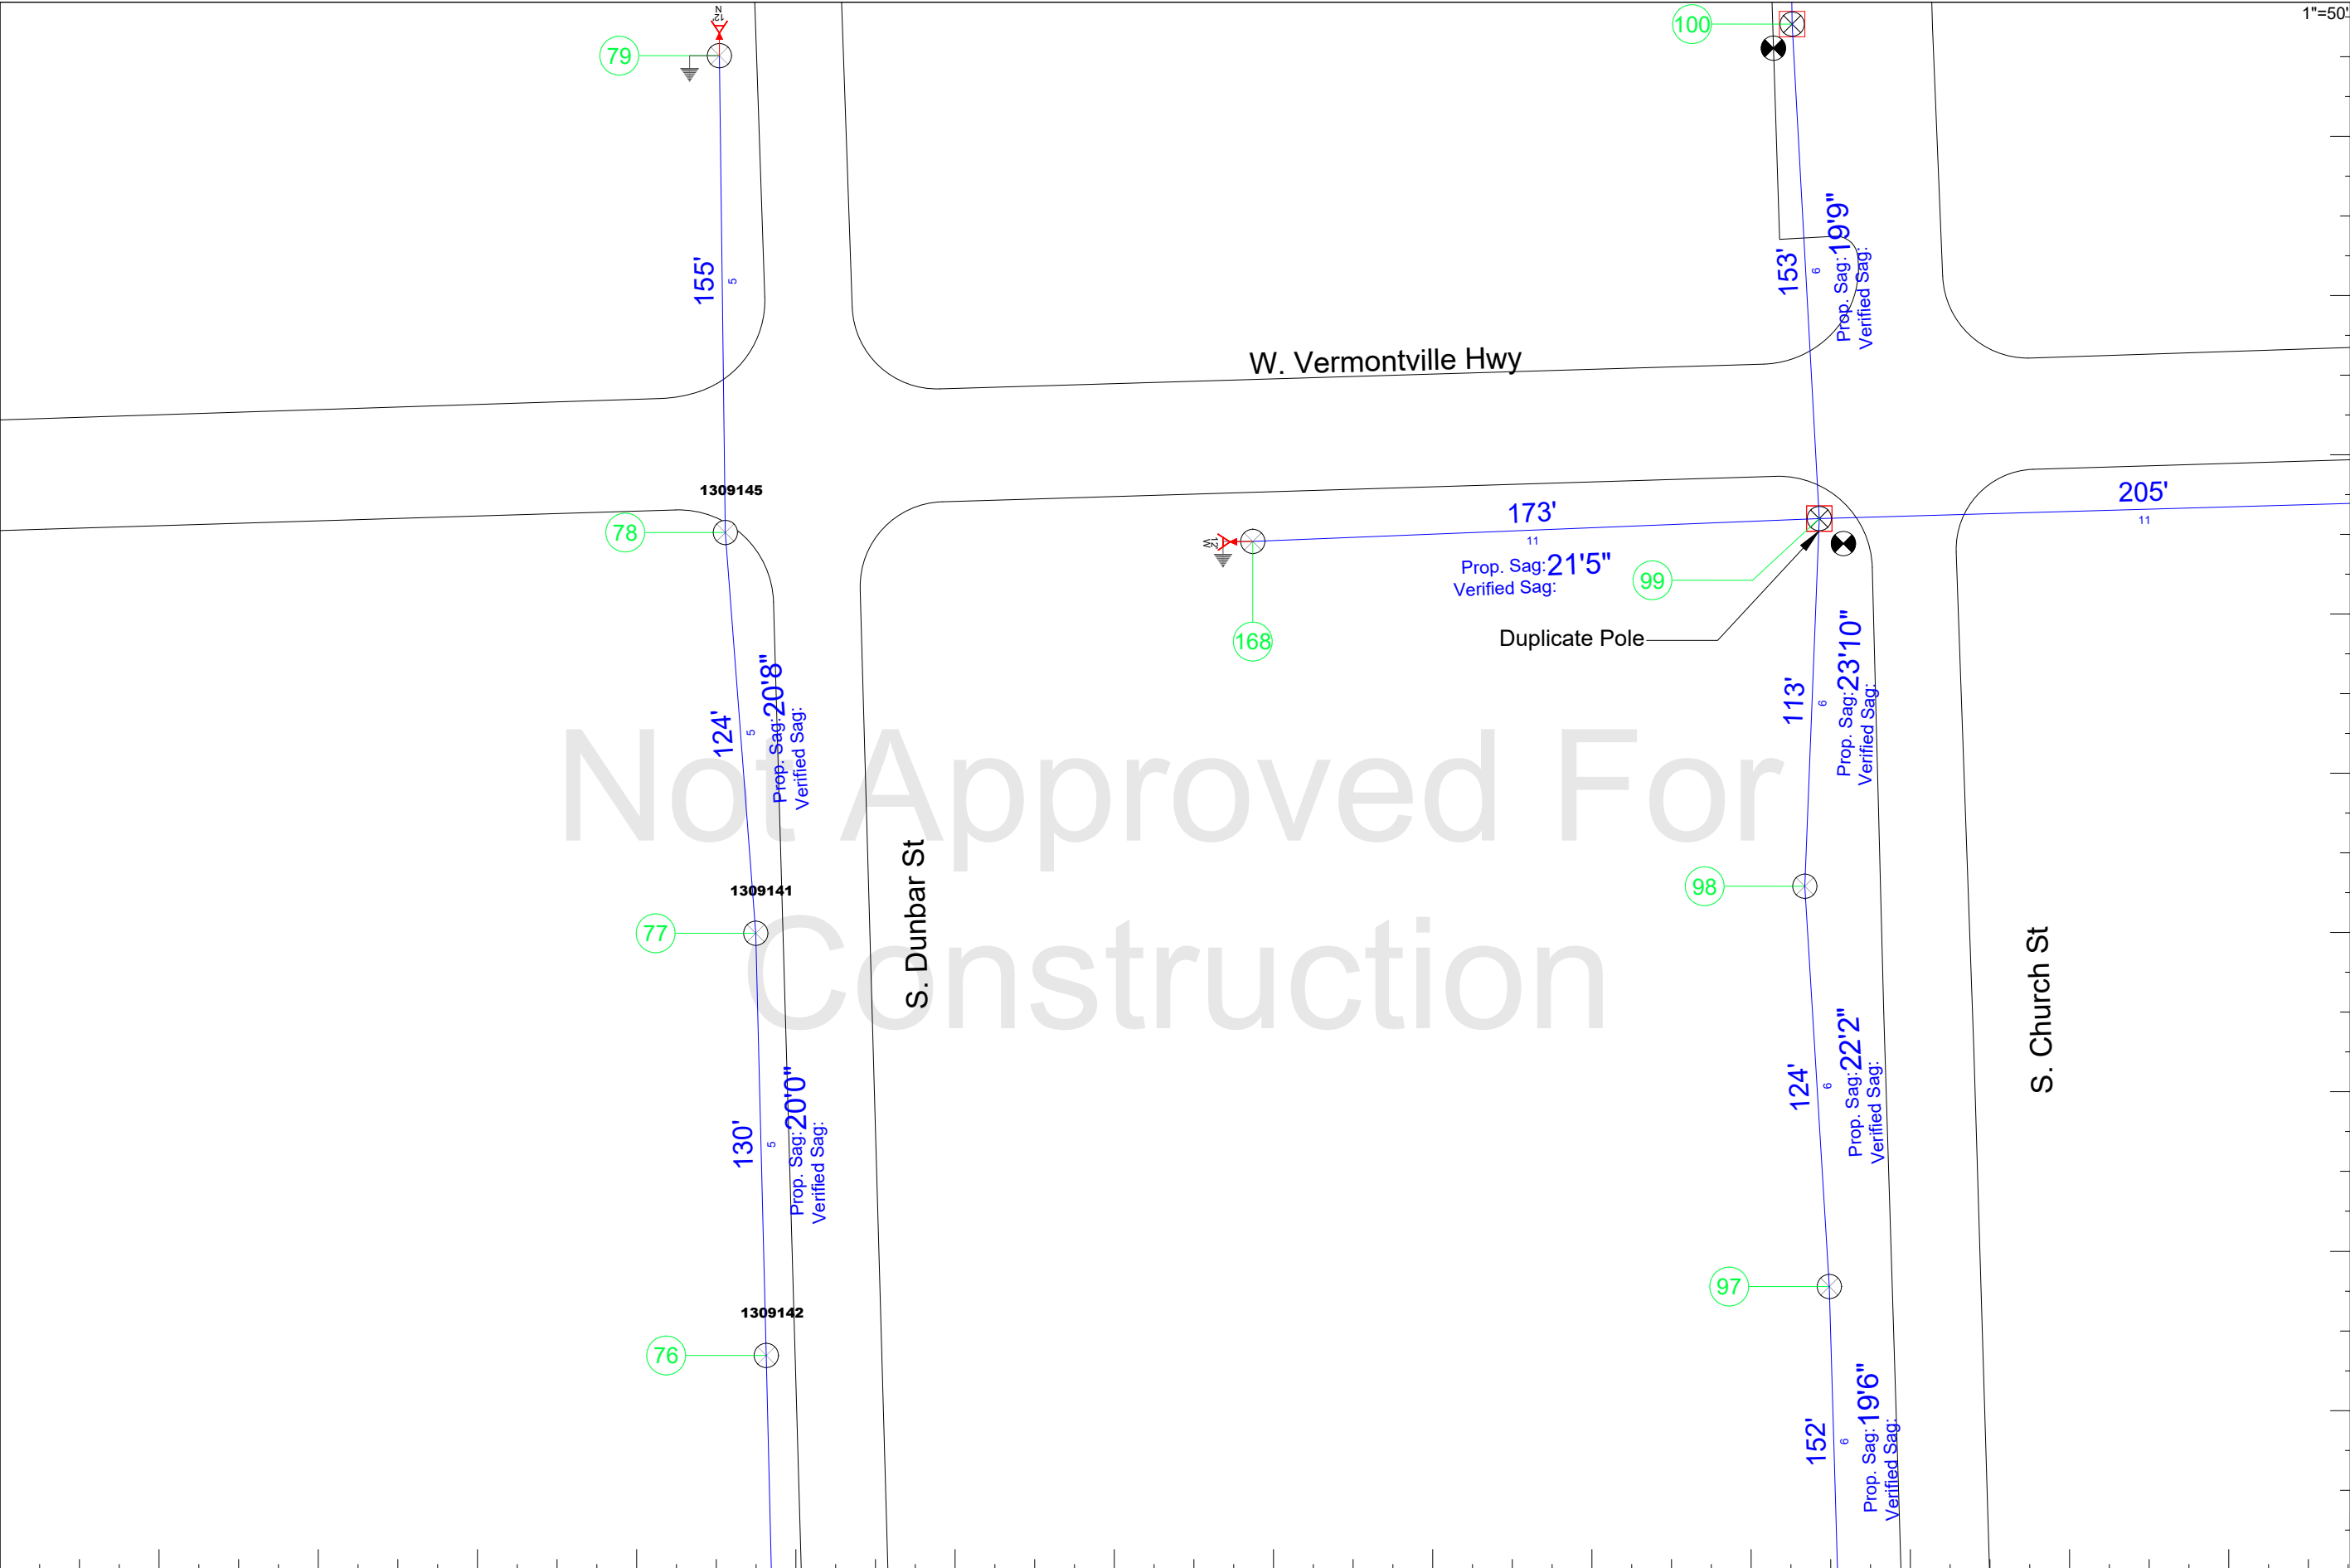 1"=50'
12'
N
79
100
155'
5
153'
6
Prop. Sag:19'9"
Verified Sag:
W. Vermontville Hwy
1309145
78
12'
W
173'
11
Prop. Sag:21'5"
Verified Sag:
205'
11
99
168
Duplicate Pole
124'
5
Prop. Sag:20'8"
Verified Sag:
113'
6
Prop. Sag:23'10"
Verified Sag:
Not Approved For
Construction
1309141
77
98
S. Dunbar St
S. Church St
130'
5
Prop. Sag:20'0"
Verified Sag:
124'
6
Prop. Sag:22'2"
Verified Sag:
1309142
76
97
152'
6
Prop. Sag:19'6"
Verified Sag: